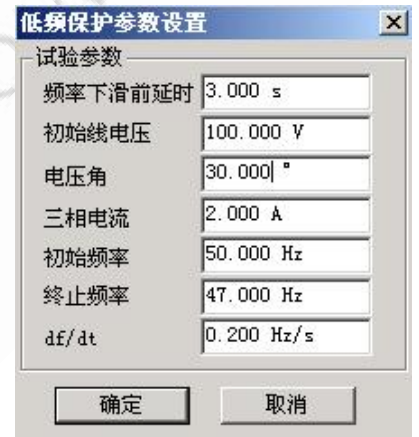 低频保护参数设置
试验参数
频率下滑前延时 3.000 s
初始线电压 100.000 V
电压角 30.000 °
三相电流 2.000 A
初始频率 50.000 Hz
终止频率 47.000 Hz
df/dt 0.200 Hz/s
确定 取消